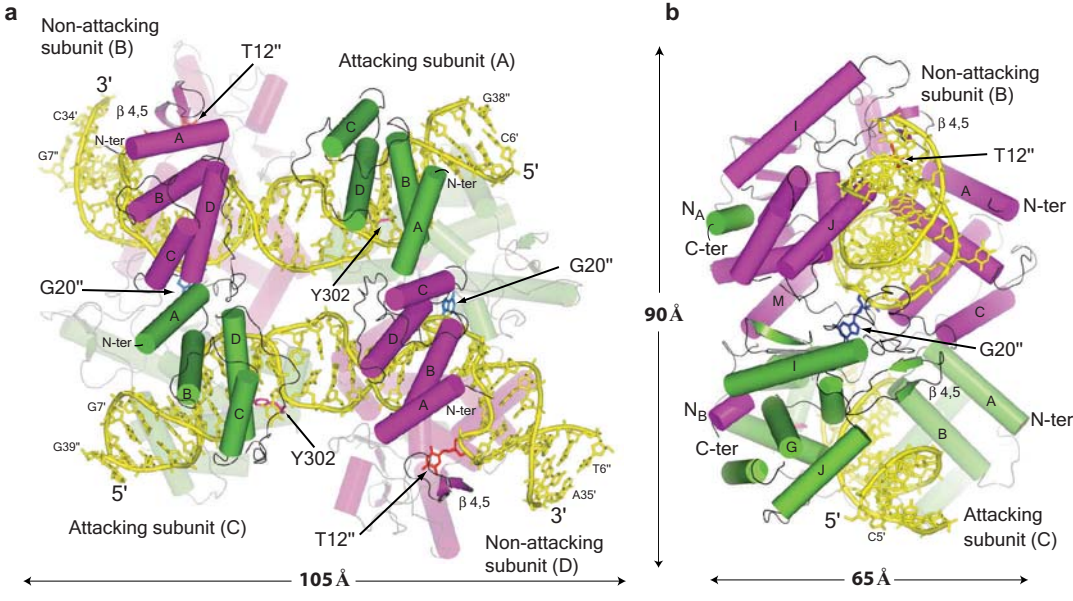 a
Non-attacking
subunit (B)
T12"
Attacking subunit (A)
3'
C34'
β 4,5
G38"
C6'
5'
G7"
N-ter
A
C
B
D
B
D
N-ter
A
C
G20"
Y302
G20"
C
A
N-ter
D
D
B
B
A
C
N-ter
G7'
G39"
Y302
5'
T6"
A35'
β 4,5
3'
Attacking subunit (C)
T12"
Non-attacking
subunit (D)
105 Å
b
Non-attacking
subunit (B)
I
β 4,5
T12"
A
N-ter
NA
C-ter
J
M
C
90 Å
G20"
I
β 4,5
A
N-ter
NB
C-ter
G
B
J
5'
C5'
Attacking
subunit (C)
65 Å